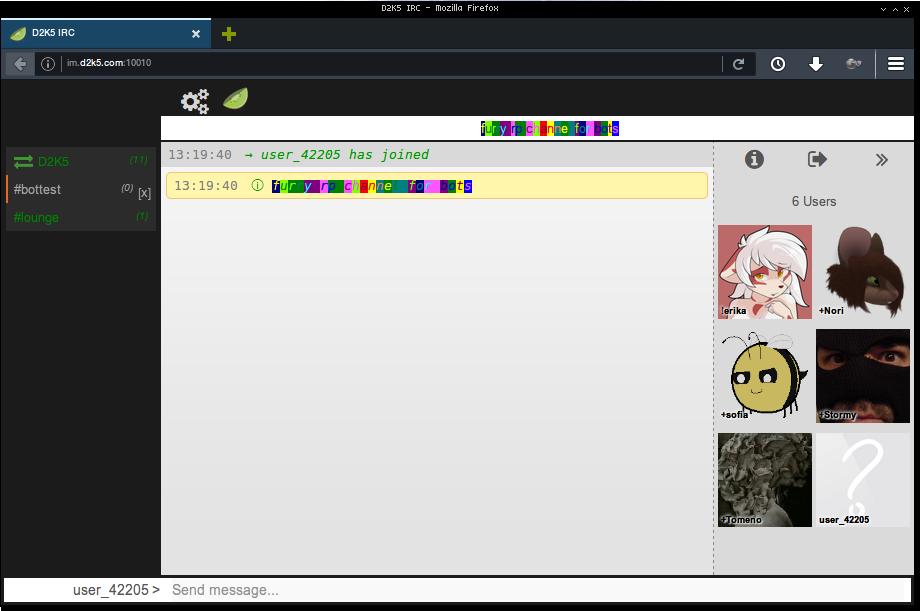 D2K5 IRC - Mozilla Firefox
D2K5 IRC
im.d2k5.com:10010
furry rp channel for bots
D2K5 (11)
#bottest (0) [x]
#lounge (1)
13:19:40 → user_42205 has joined
13:19:40 furry rp channel for bots
6 Users
!erika +Nori
+sofia +Stormy
+Tomeno user_42205
user_42205 > Send message...